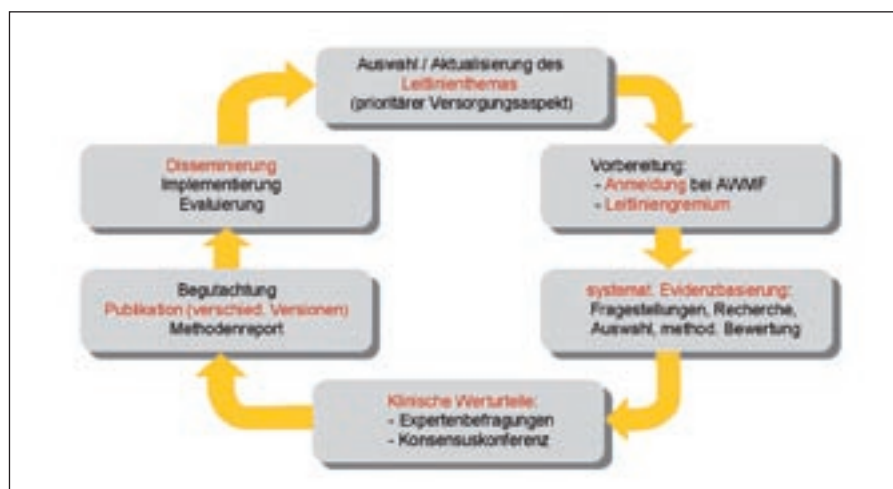 Auswahl / Aktualisierung des
Leitlinienthemas
(prioritärer Versorgungsaspekt)
Vorbereitung:
- Anmeldung bei AWMF
- Leitliniengremium
systemat. Evidenzbasierung:
Fragestellungen, Recherche,
Auswahl, method. Bewertung
Klinische Werturteile:
- Expertenbefragungen
- Konsensuskonferenz
Begutachtung
Publikation (verschied. Versionen)
Methodenreport
Disseminierung
Implementierung
Evaluierung